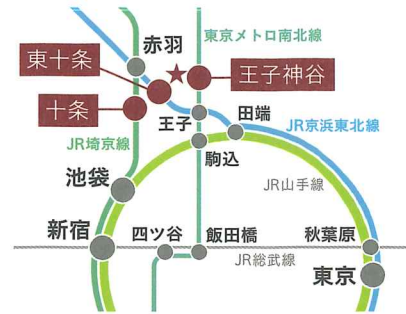 赤羽
東京メトロ南北線
東十条
王子神谷
十条
王子
田端
JR京浜東北線
JR埼京線
駒込
池袋
JR山手線
新宿
四ツ谷
飯田橋
秋葉原
JR総武線
東京